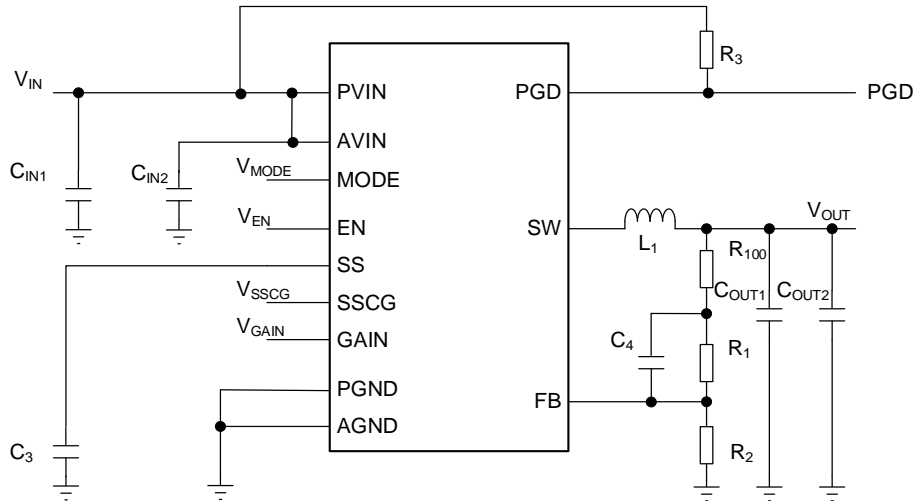 R3
VIN
PVIN
PGD
PGD
AVIN
CIN1
CIN2
VMODE
MODE
VEN
EN
SW
L1
VOUT
R100
SS
VSSCG
SSCG
COUT1
COUT2
VGAIN
GAIN
C4
R1
PGND
FB
AGND
C3
R2